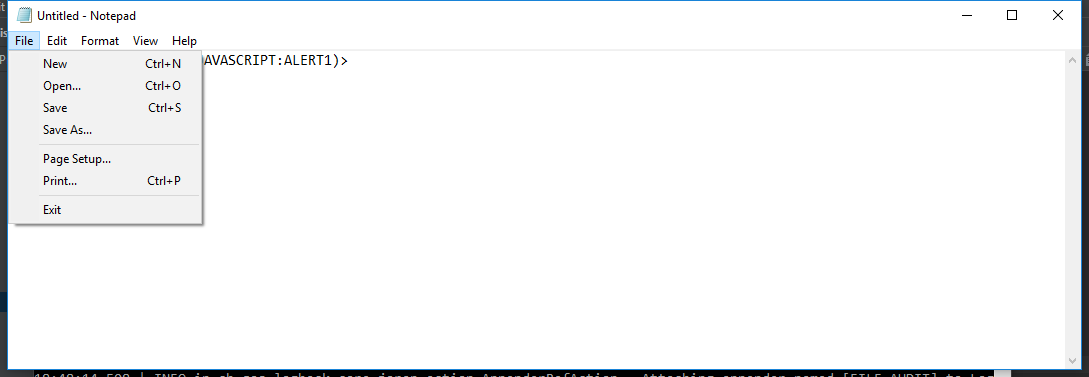 Untitled - Notepad
File Edit Format View Help
AVASCRIPT:ALERT1)>
New Ctrl+N
Open... Ctrl+O
Save Ctrl+S
Save As...
Page Setup...
Print... Ctrl+P
Exit